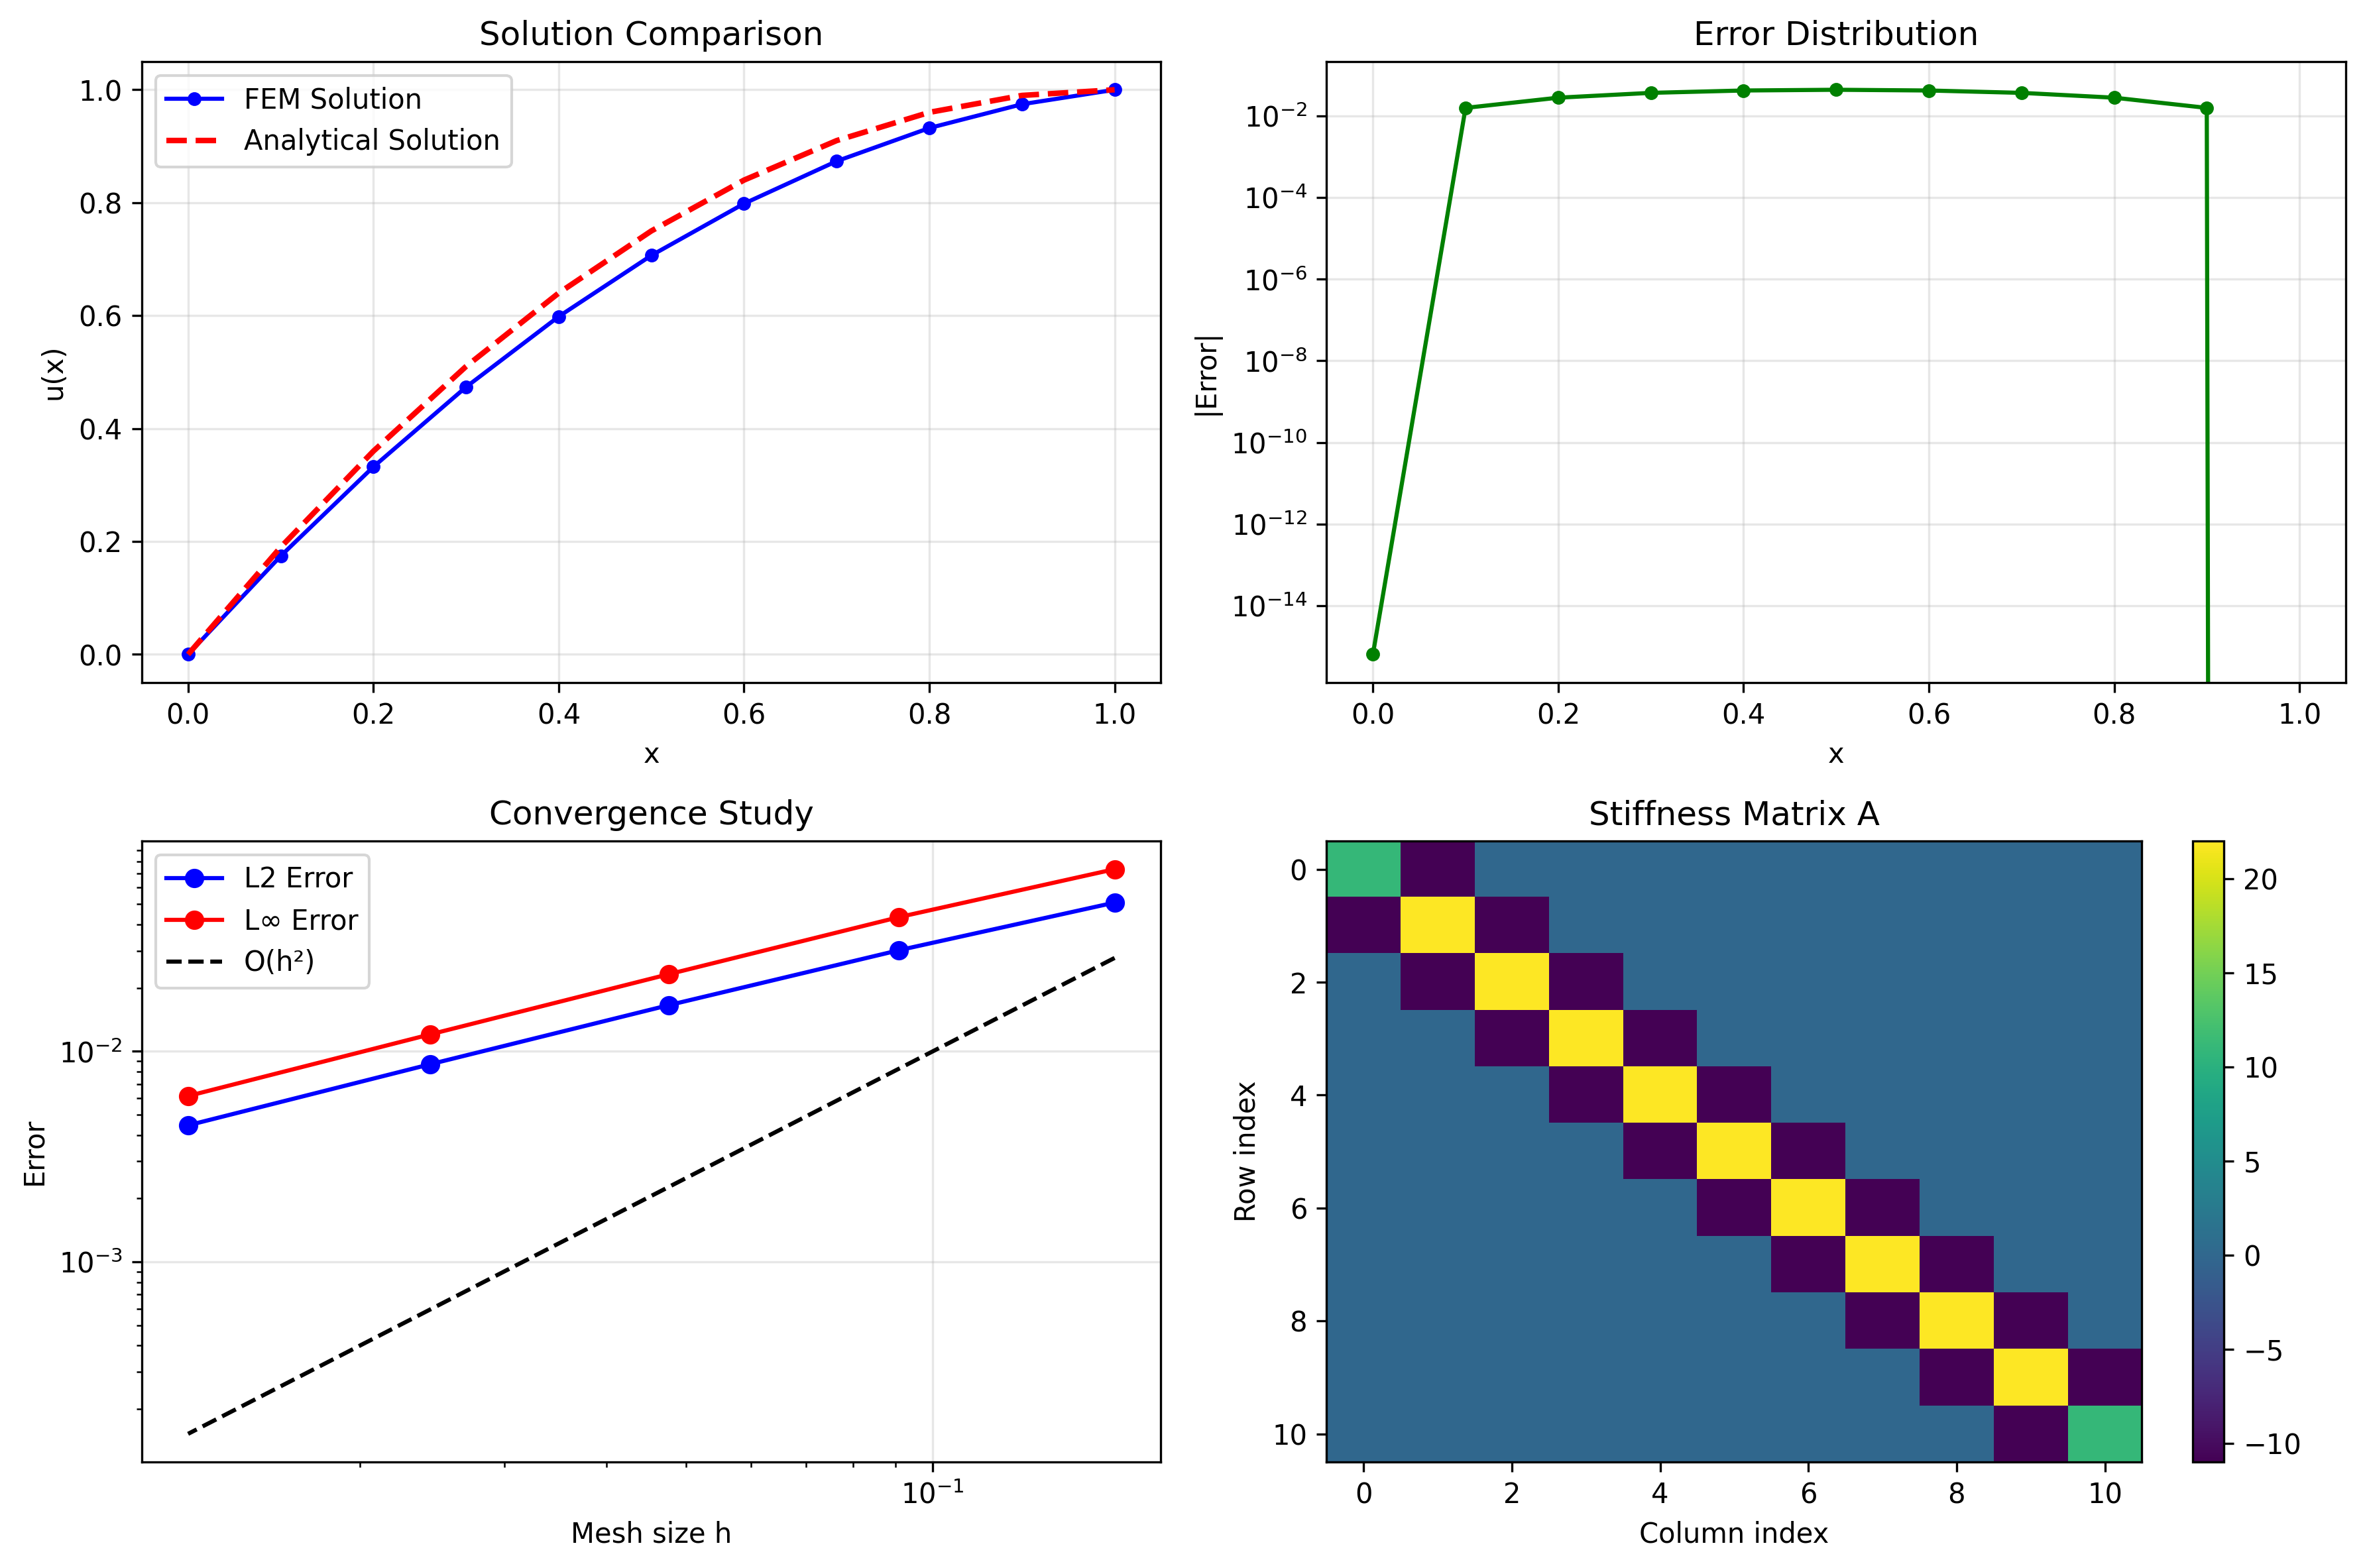 Solution Comparison
FEM Solution
Analytical Solution
1.0
0.8
0.6
0.4
0.2
0.0
u(x)
0.0 0.2 0.4 0.6 0.8 1.0
x
Error Distribution
10⁻²
10⁻⁴
10⁻⁶
10⁻⁸
10⁻¹⁰
10⁻¹²
10⁻¹⁴
|Error|
0.0 0.2 0.4 0.6 0.8 1.0
x
Convergence Study
L2 Error
L∞ Error
O(h²)
10⁻²
10⁻³
Error
10⁻¹
Mesh size h
Stiffness Matrix A
0
2
4
6
8
10
Row index
0 2 4 6 8 10
Column index
20
15
10
5
0
−5
−10